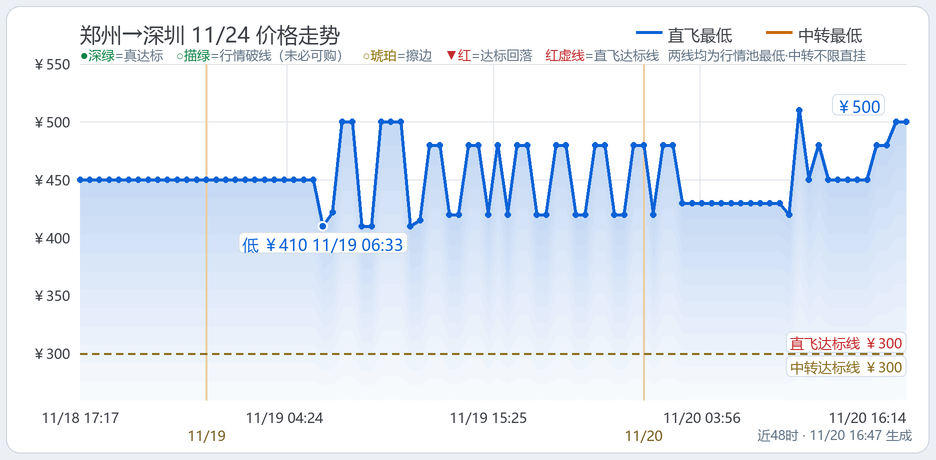 郑州→深圳 11/24 价格走势
直飞最低 中转最低
●深绿=真达标 ○描绿=行情破线（未必可购） ○琥珀=擦边 ▼红=达标回落 红虚线=直飞达标线 两线均为行情池最低·中转不限直挂
¥550
¥500
¥500
¥450
¥400
低 ¥410 11/19 06:33
¥350
¥300
直飞达标线 ¥300
中转达标线 ¥300
11/18 17:17 11/19 04:24 11/19 15:25 11/20 03:56 11/20 16:14
11/19 11/20
近48时 · 11/20 16:47 生成